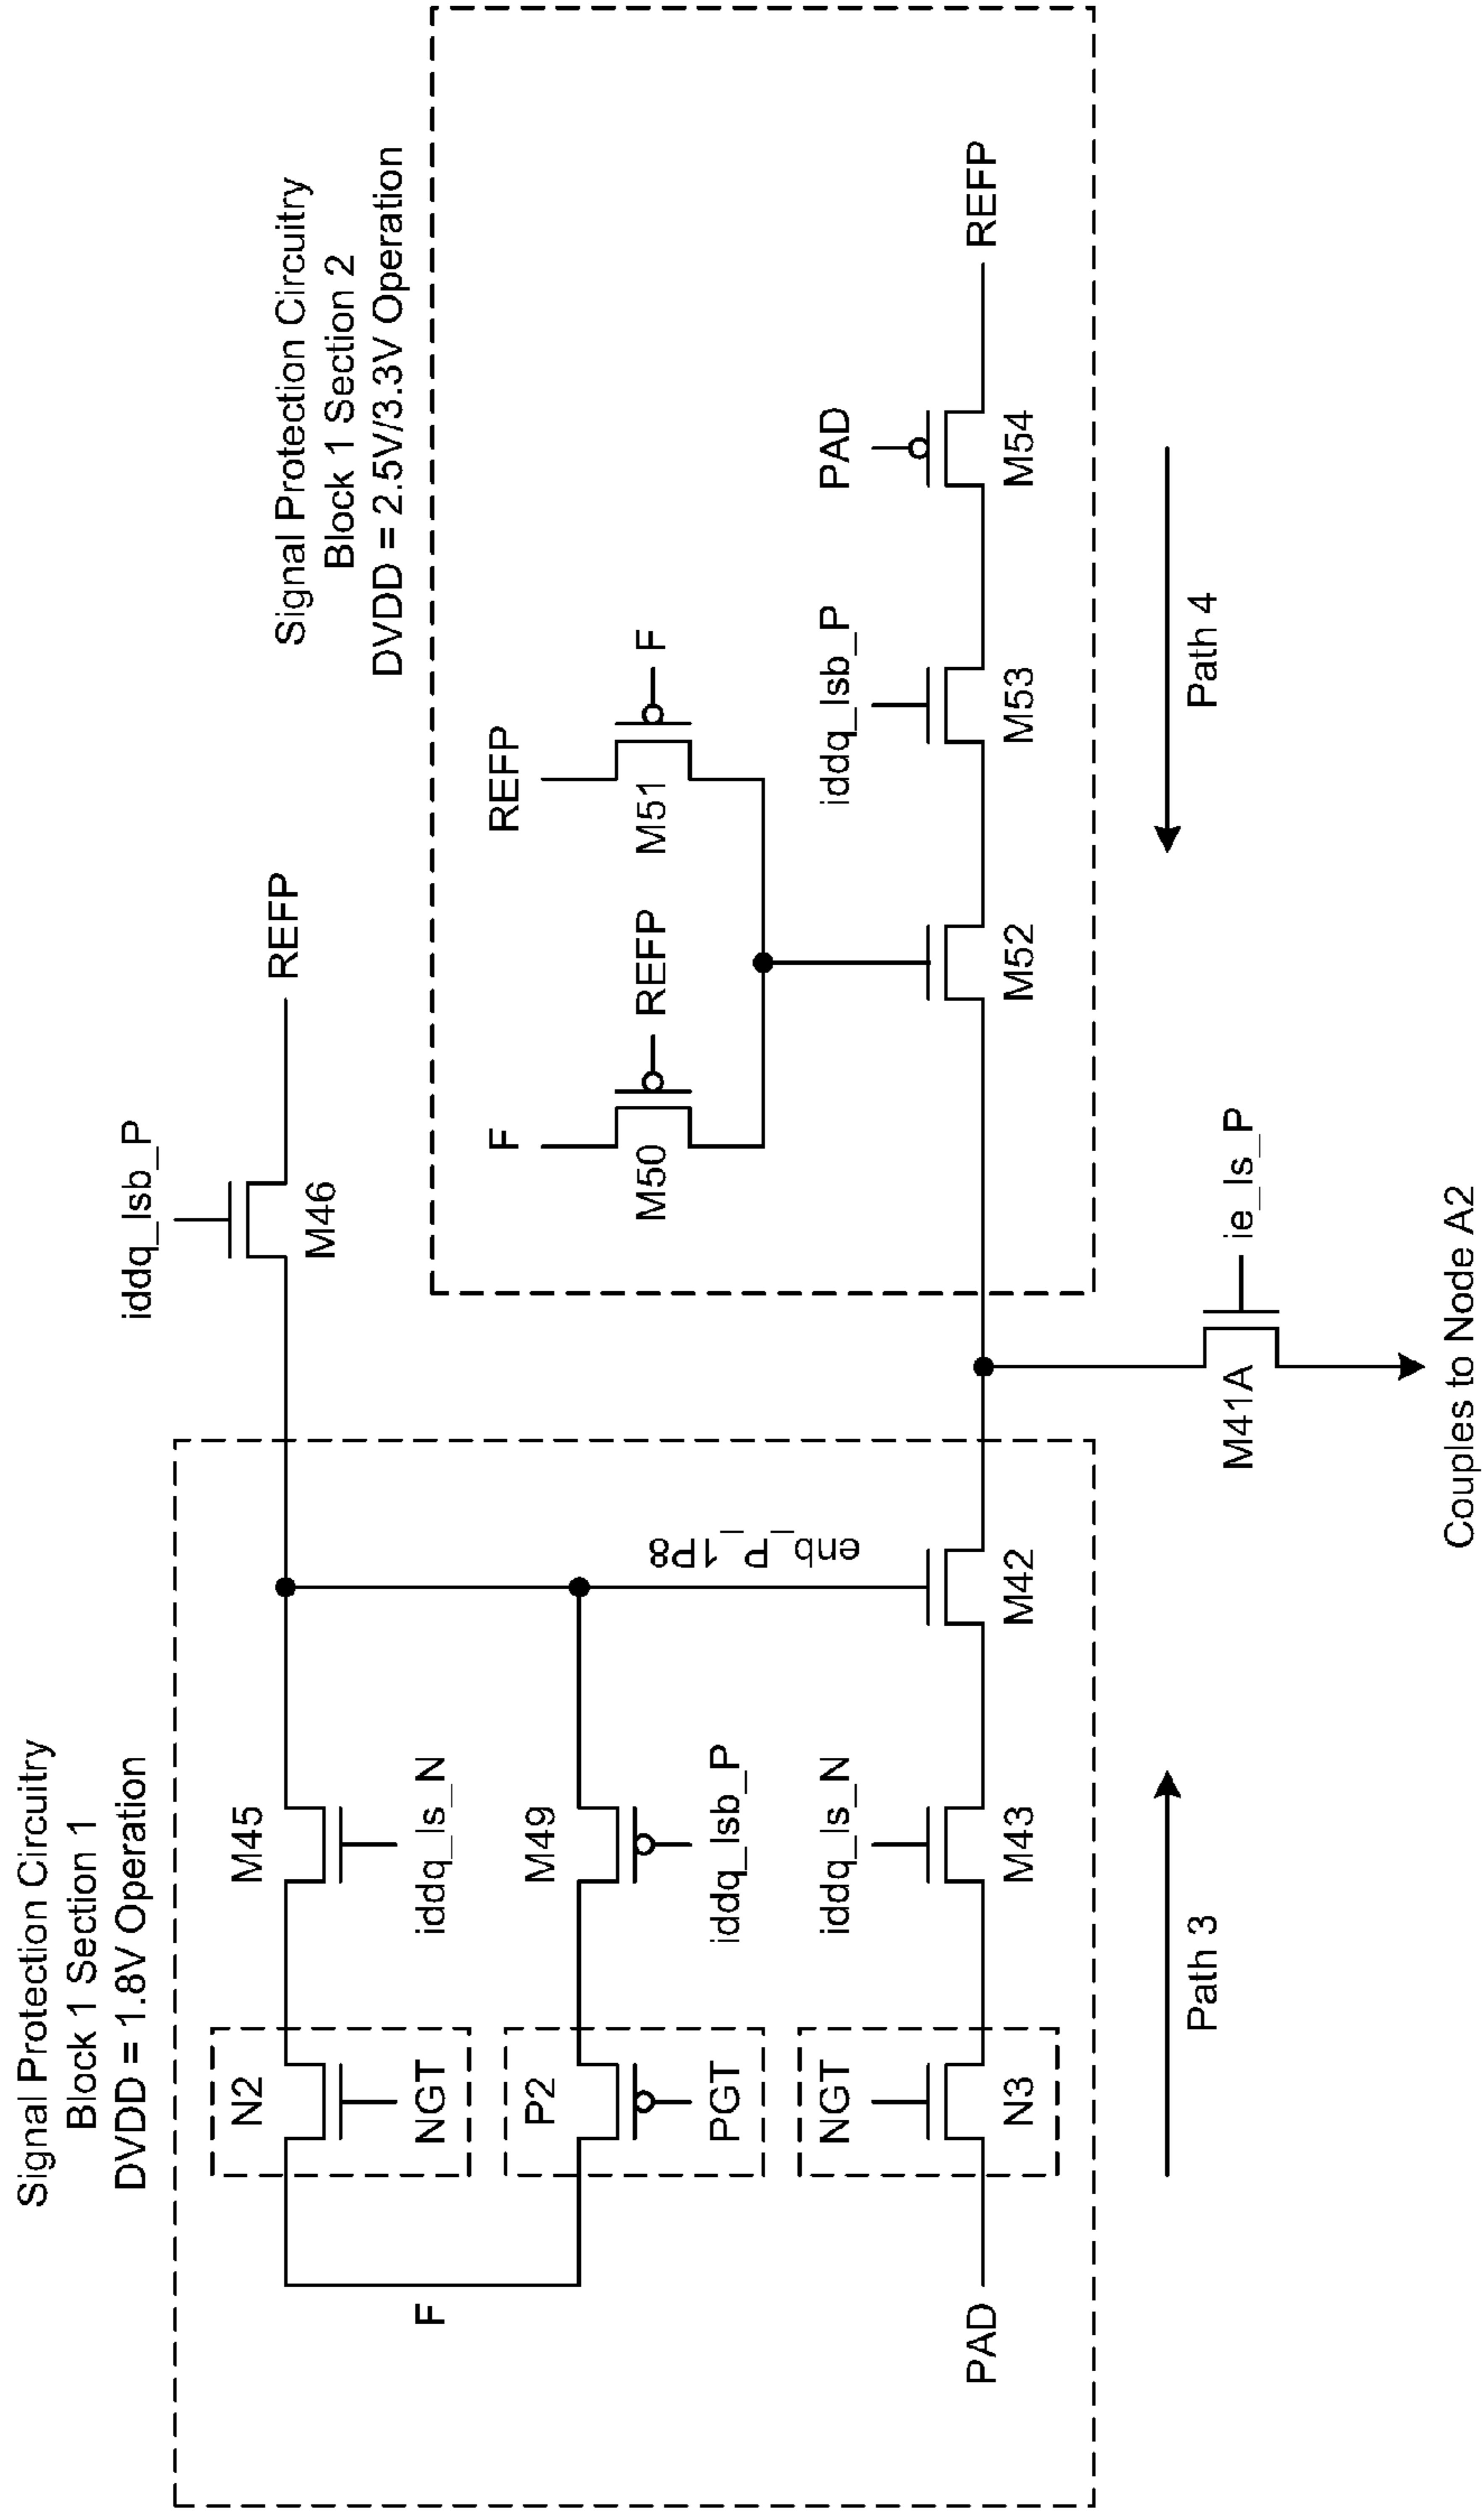 Signal Protection Circuitry
Block 1 Section 1
DVDD = 1.8V Operation
F
N2
NGT
M45
iddq_ls_N
P2
PGT
M49
iddq_lsb_P
PAD
NGT
N3
iddq_ls_N
M43
enb_P_1P8
M42
Path 3
iddq_lsb_P
M46
REFP
Signal Protection Circuitry
Block 1 Section 2
DVDD = 2.5V/3.3V Operation
F
M50
REFP
REFP
M51
F
M52
iddq_lsb_P
M53
PAD
M54
REFP
Path 4
M41A
ie_ls_P
Couples to Node A2